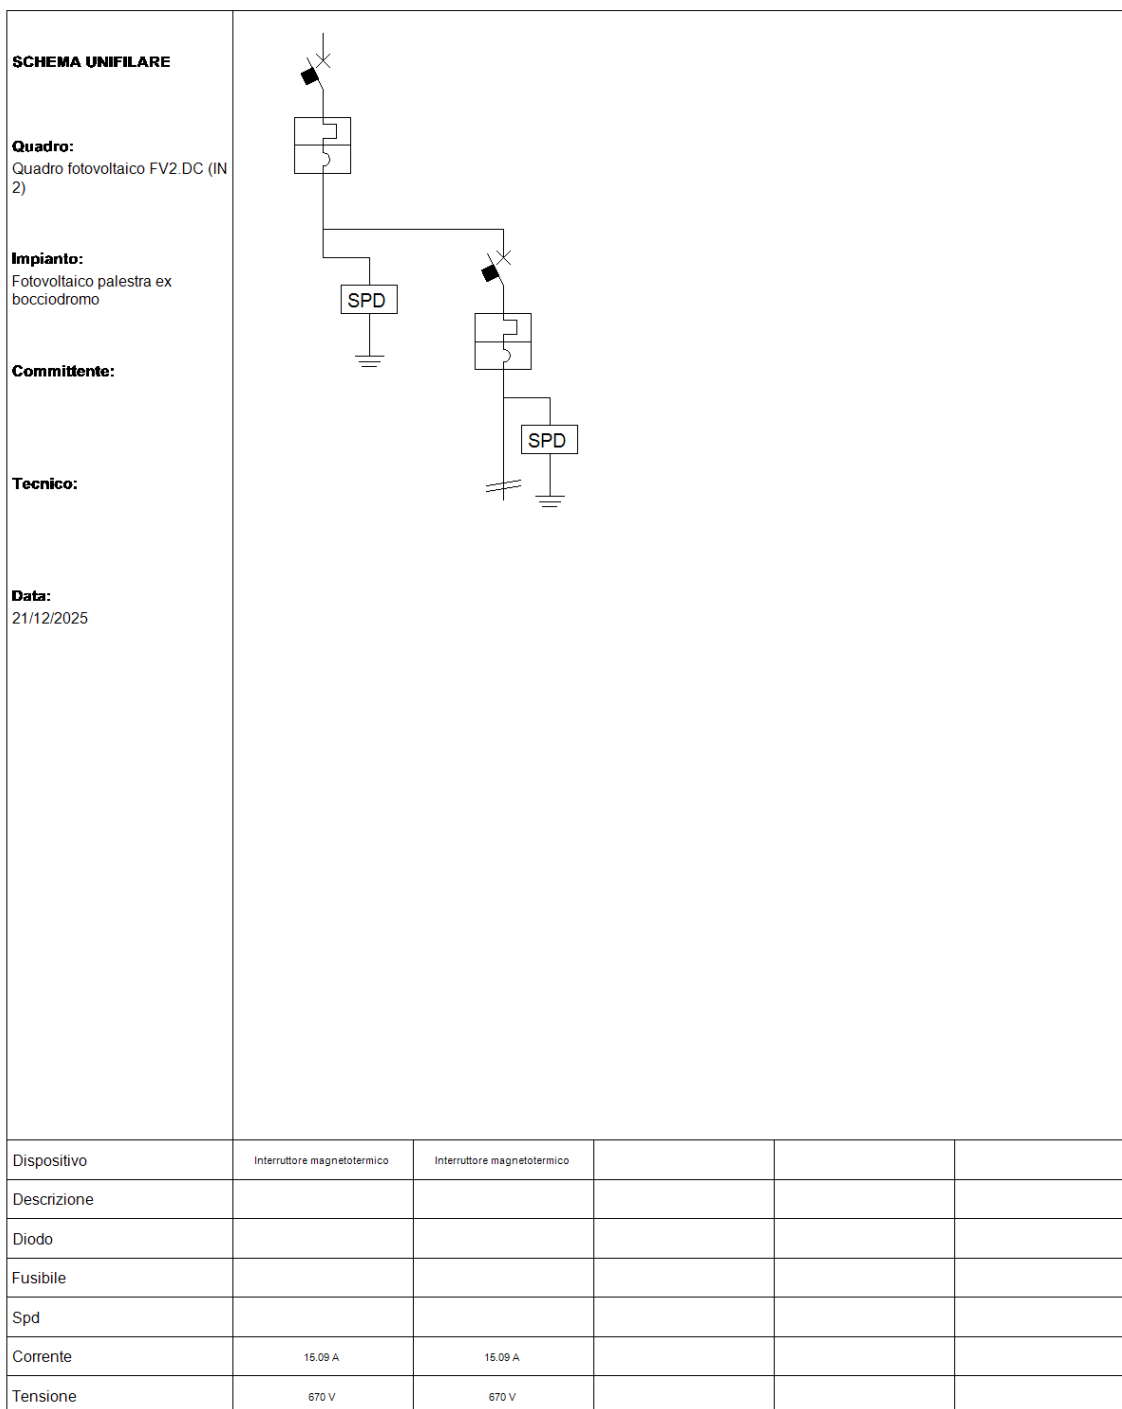 SCHEMA UNIFILARE
Quadro:
Quadro fotovoltaico FV2.DC (IN
2)
Impianto:
Fotovoltaico palestra ex
bocciodromo
Committente:
Tecnico:
Data:
21/12/2025
SPD
SPD
Dispositivo Interruttore magnetotermico Interruttore magnetotermico
Descrizione
Diodo
Fusibile
Spd
Corrente 15.09 A 15.09 A
Tensione 670 V 670 V